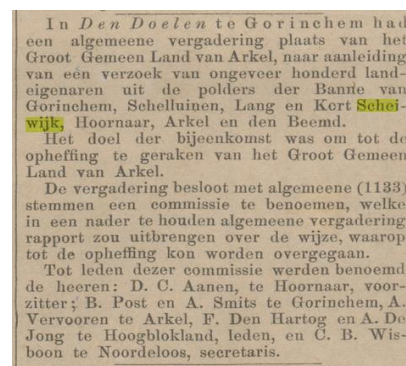 In Den Doelen te Gorinchem had
een algemeene vergadering plaats van het
Groot Gemeen Land van Arkel, naar aanleiding
van eén verzoek van ongeveer honderd land-
eigenaren uit de polders der Banne van
Gorinchem, Schelluinen, Lang en Kort Schei-
wijk, Hoornaar, Arkel en den Beemd.
Het doel der bijeenkomst was om tot de
opheffing te geraken van het Groot Gemeen
Land van Arkel.
De vergadering besloot met algemeene (1133)
stemmen een commissie te benoemen, welke
in een nader te houden algemeene vergadering
rapport zou uitbrengen over de wijze, waarop
tot de opheffing kon worden overgegaan.
Tot leden dezer commissie werden benoemd
de heeren: D. C. Aanen, te Hoornaar, voor-
zitter; B. Post en A. Smits te Gorinchem, A.
Vervooren te Arkel, F. Den Hartog en A. De
Jong te Hoogblokland, leden, en C. B. Wis-
boon te Noordeloos, secretaris.